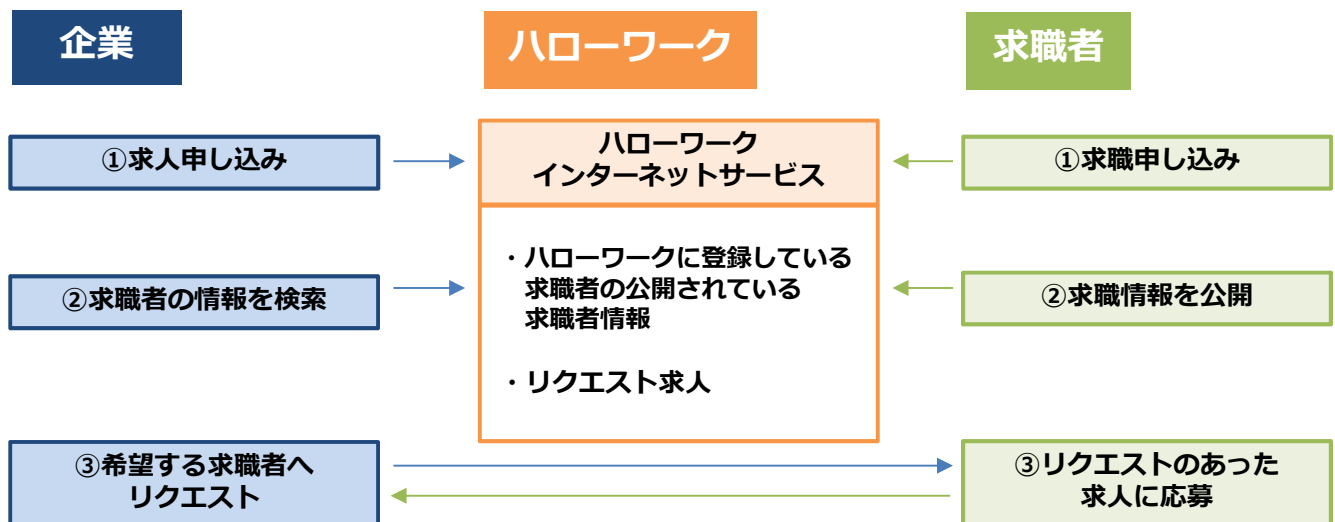 企業
ハローワーク
求職者
①求人申し込み
ハローワーク
インターネットサービス
①求職申し込み
②求職者の情報を検索
・ハローワークに登録している
求職者の公開されている
求職者情報
・リクエスト求人
②求職情報を公開
③希望する求職者へ
リクエスト
③リクエストのあった
求人に応募